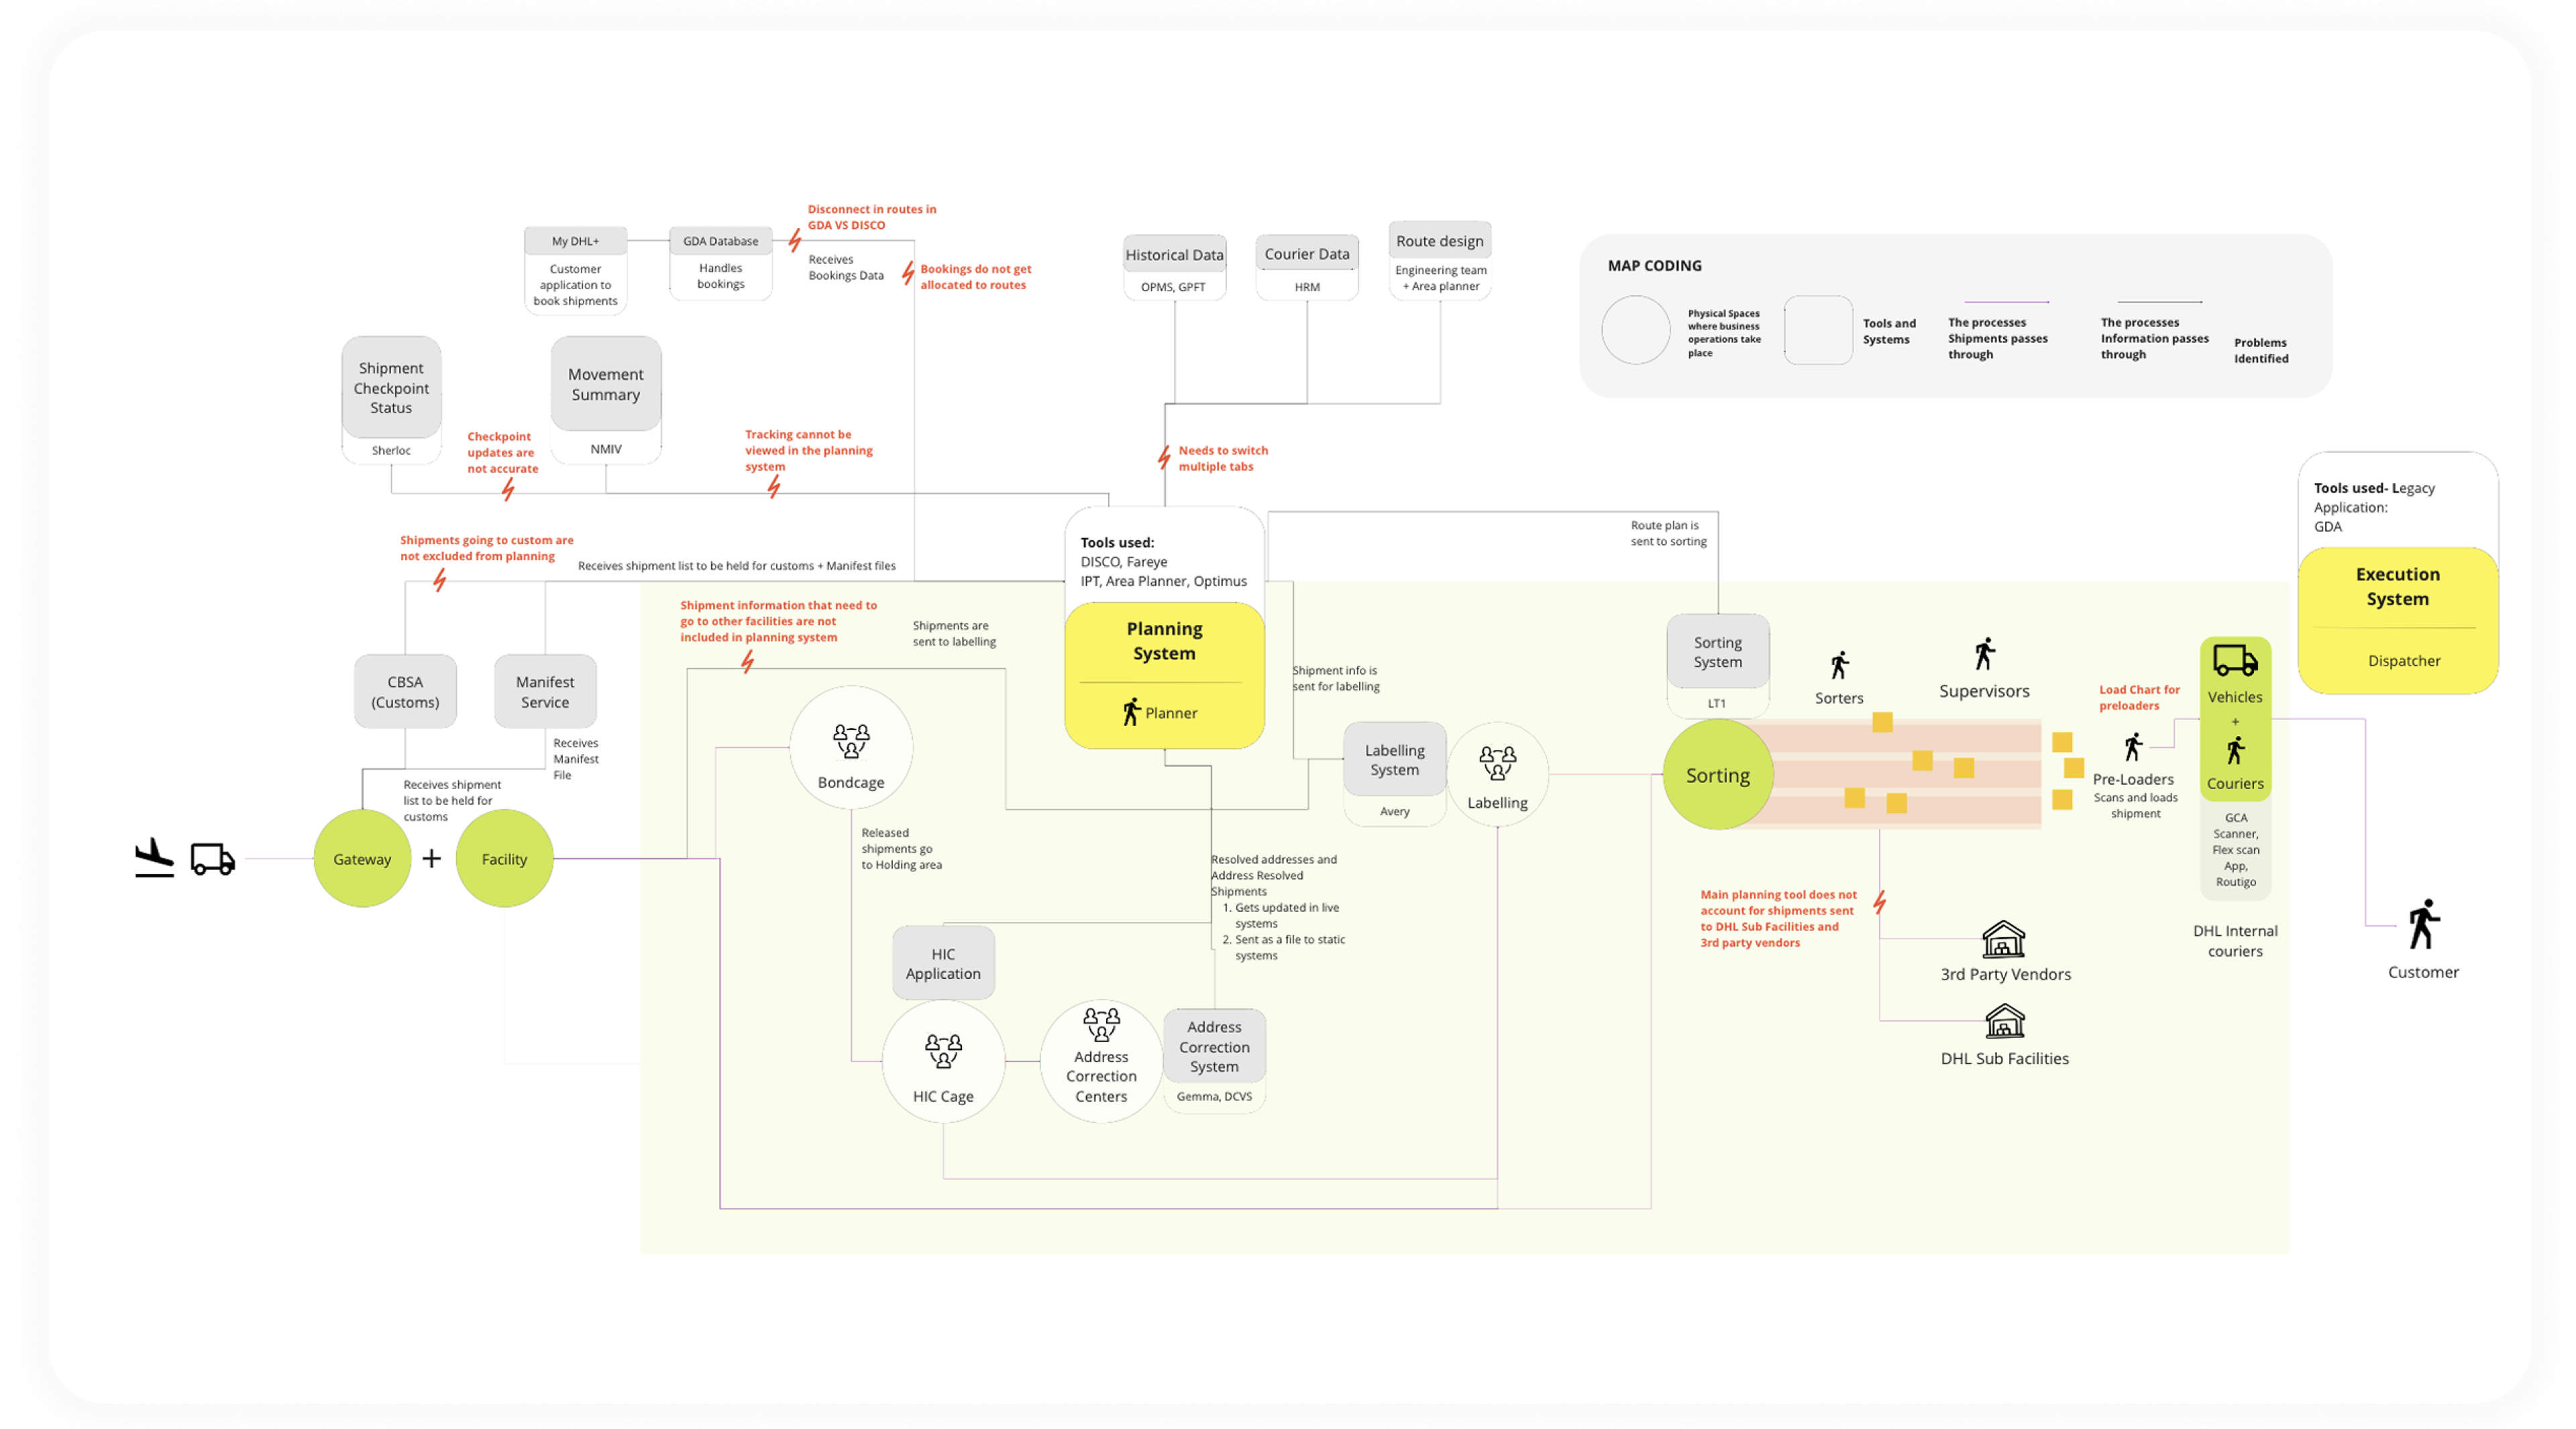 Disconnect in routes in
GDA VS DISCO
My DHL+
Customer
application to
book shipments
GDA Database
Handles
bookings
Receives
Bookings Data
Bookings do not get
allocated to routes
Historical Data
OPMS, GPFT
Courier Data
HRM
Route design
Engineering team
+ Area planner
MAP CODING
Physical Spaces
where business
operations take
place
Tools and
Systems
The processes
Shipments passes
through
The processes
Information passes
through
Problems
Identified
Shipment
Checkpoint
Status
Sherloc
Movement
Summary
NMIV
Checkpoint
updates are
not accurate
Tracking cannot be
viewed in the planning
system
Needs to switch
multiple tabs
Shipments going to custom are
not excluded from planning
Receives shipment list to be held for customs + Manifest files
Tools used:
DISCO, Fareye
IPT, Area Planner, Optimus
Planning
System
Planner
Route plan is
sent to sorting
Tools used- Legacy
Application:
GDA
Execution
System
Dispatcher
Shipment information that need to
go to other facilities are not
included in planning system
Shipments are
sent to labelling
Shipment info is
sent for labelling
CBSA
(Customs)
Manifest
Service
Receives
Manifest
File
Receives shipment
list to be held for
customs
Gateway
+
Facility
Bondcage
Released
shipments go
to Holding area
Labelling
System
Avery
Labelling
Sorting
System
LT1
Sorting
Sorters
Supervisors
Load Chart for
preloaders
Pre-Loaders
Scans and loads
shipment
Vehicles
+
Couriers
GCA
Scanner,
Flex scan
App,
Routigo
DHL Internal
couriers
Customer
Resolved addresses and
Address Resolved
Shipments
1. Gets updated in live
systems
2. Sent as a file to static
systems
Main planning tool does not
account for shipments sent
to DHL Sub Facilities and
3rd party vendors
3rd Party Vendors
DHL Sub Facilities
HIC
Application
HIC Cage
Address
Correction
Centers
Address
Correction
System
Gemma, DCVS